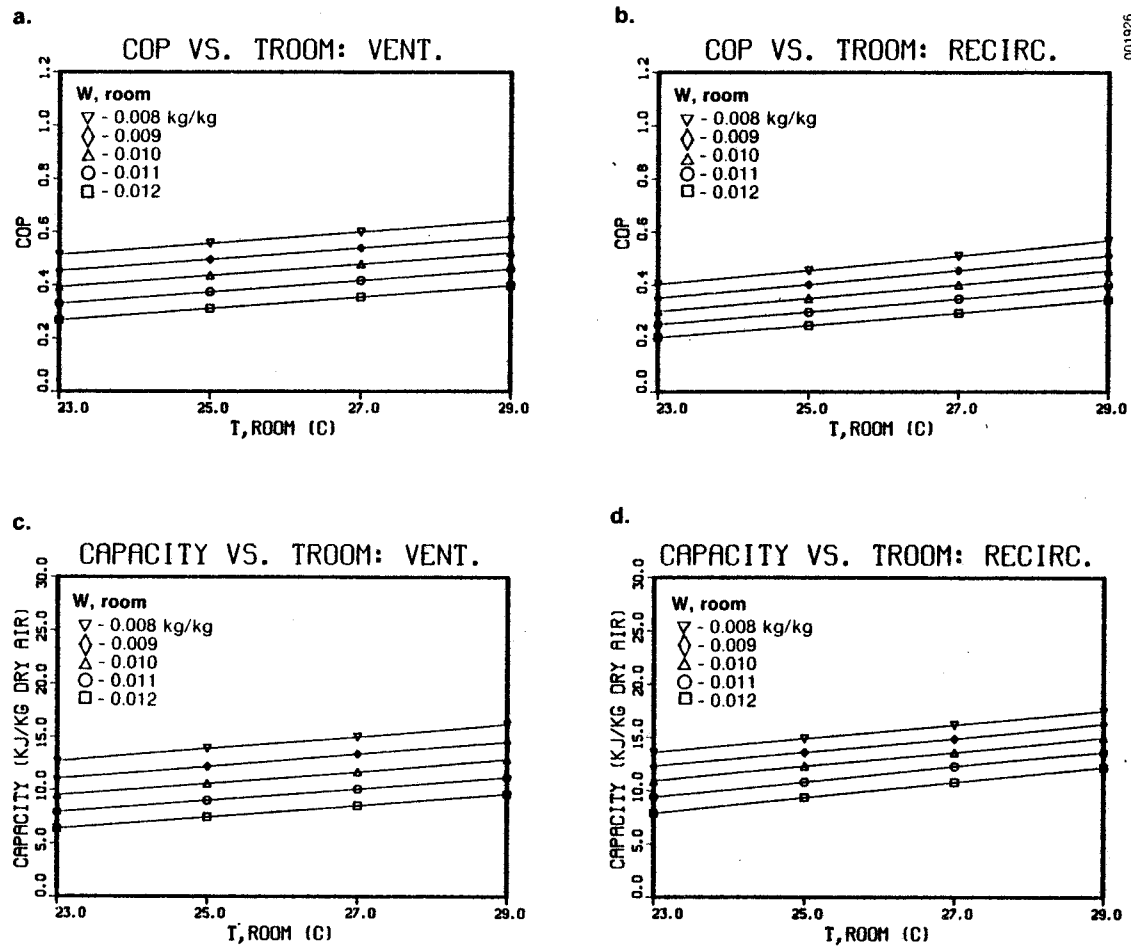 a.
COP VS. TROOM: VENT.
1.2
1.0
0.8
0.6
0.4
0.2
0.0
COP
W, room
▽ - 0.008 kg/kg
◊ - 0.009
△ - 0.010
○ - 0.011
□ - 0.012
23.0 25.0 27.0 29.0
T,ROOM (C)
b.
001926
COP VS. TROOM: RECIRC.
1.2
1.0
0.8
0.6
0.4
0.2
0.0
COP
W, room
▽ - 0.008 kg/kg
◊ - 0.009
△ - 0.010
○ - 0.011
□ - 0.012
23.0 25.0 27.0 29.0
T,ROOM (C)
c.
CAPACITY VS. TROOM: VENT.
30.0
25.0
20.0
15.0
10.0
5.0
0.0
CAPACITY (KJ/KG DRY AIR)
W, room
▽ - 0.008 kg/kg
◊ - 0.009
△ - 0.010
○ - 0.011
□ - 0.012
23.0 25.0 27.0 29.0
T,ROOM (C)
d.
CAPACITY VS. TROOM: RECIRC.
30.0
25.0
20.0
15.0
10.0
5.0
0.0
CAPACITY (KJ/KG DRY AIR)
W, room
▽ - 0.008 kg/kg
◊ - 0.009
△ - 0.010
○ - 0.011
□ - 0.012
23.0 25.0 27.0 29.0
T,ROOM (C)